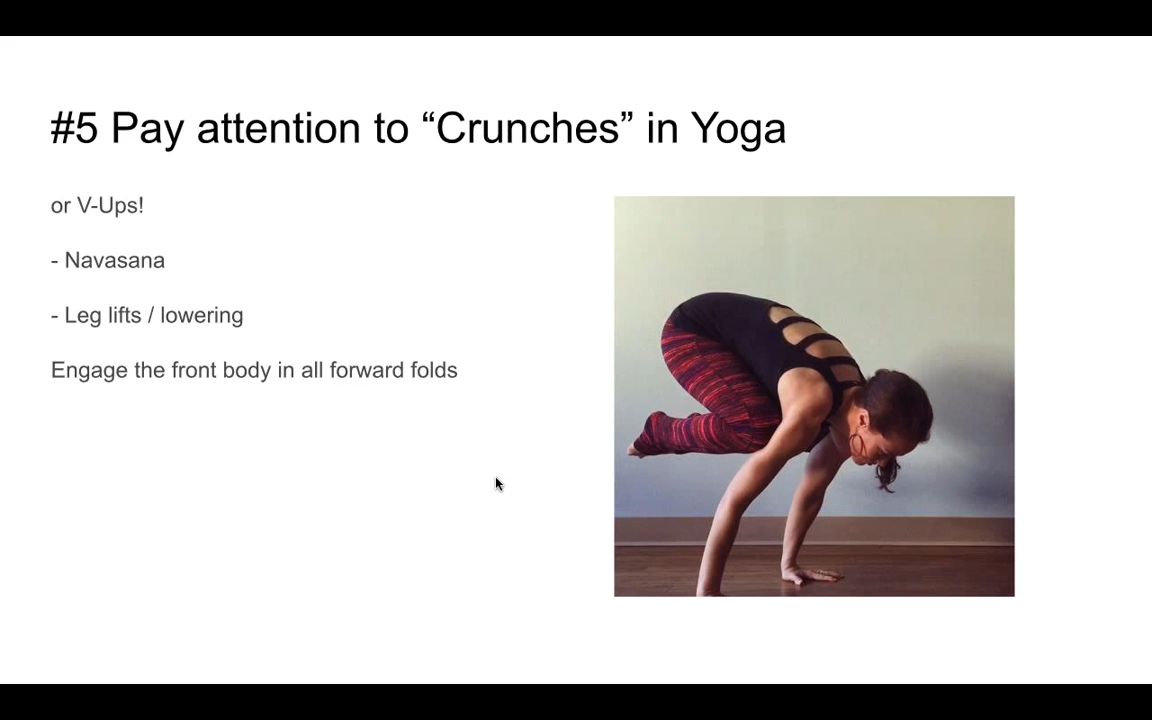 #5 Pay attention to “Crunches” in Yoga
or V-Ups!
- Navasana
- Leg lifts / lowering
Engage the front body in all forward folds